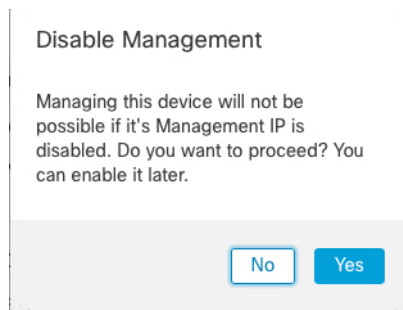 Disable Management
Managing this device will not be
possible if it's Management IP is
disabled. Do you want to proceed? You
can enable it later.
No
Yes